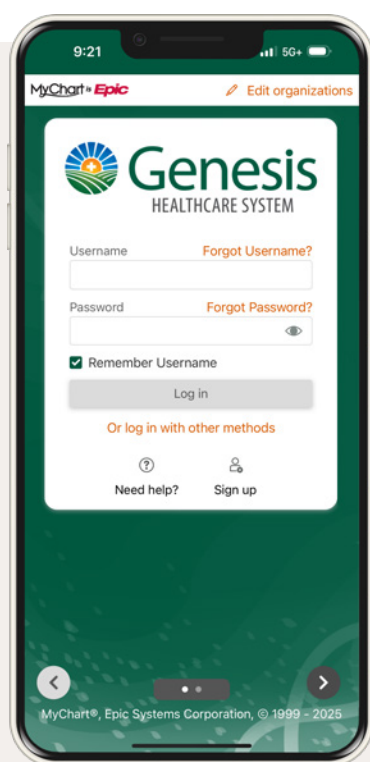 9:21 5G+
MyChart by Epic Edit organizations
Genesis
HEALTHCARE SYSTEM
Username Forgot Username?
Password Forgot Password?
Remember Username
Log in
Or log in with other methods
Need help? Sign up
MyChart®, Epic Systems Corporation, © 1999 - 2025